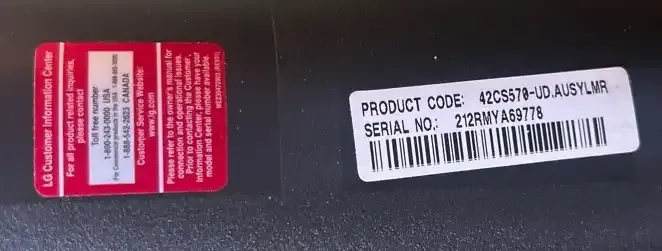 LG Customer Information Center
For all product related inquiries,
please contact
Toll free number
1-800-243-0000 USA
1-888-542-2623 CANADA
Customer Service Website:
www.lg.com
Please refer to the owner's manual for
connection and operational issues.
Prior to contacting the Customer
Information Center, please have your
model and serial number available.
PRODUCT CODE: 42CS570-UD.AUSYLMR
SERIAL NO.: 212RMYA69778